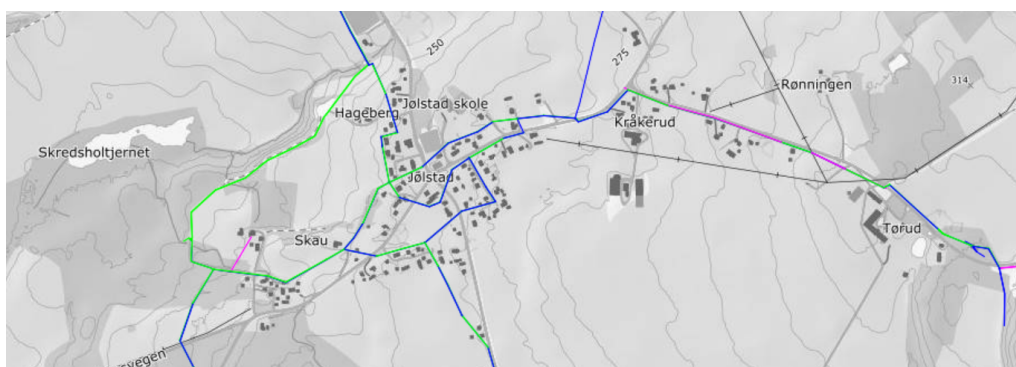 250
275
Rønningen
314
Jølstad skole
Hageberg
Kråkerud
Skredsholtjernet
Jølstad
Skau
Tørud